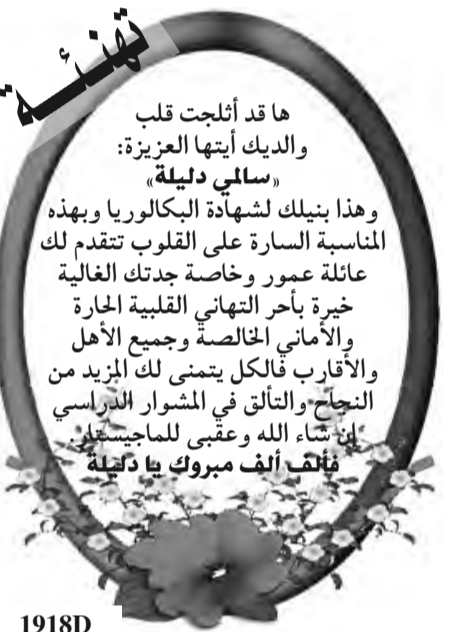 تهنئـــة
ها قد أثلجت قلب
والديك أيتها العزيزة:
«سالمي دليلة»
وهذا بنيلك لشهادة البكالوريا وبهذه
المناسبة السارة على القلوب تتقدم لك
عائلة عمور وخاصة جدتك الغالية
خيرة بأحر التهاني القلبية الحارة
والأماني الخالصة وجميع الأهل
والأقارب فالكل يتمنى لك المزيد من
النجاح والتألق في المشوار الدراسي
إن شاء الله وعقبى للماجيستار.
فألف ألف مبروك يا دليلة
1918D